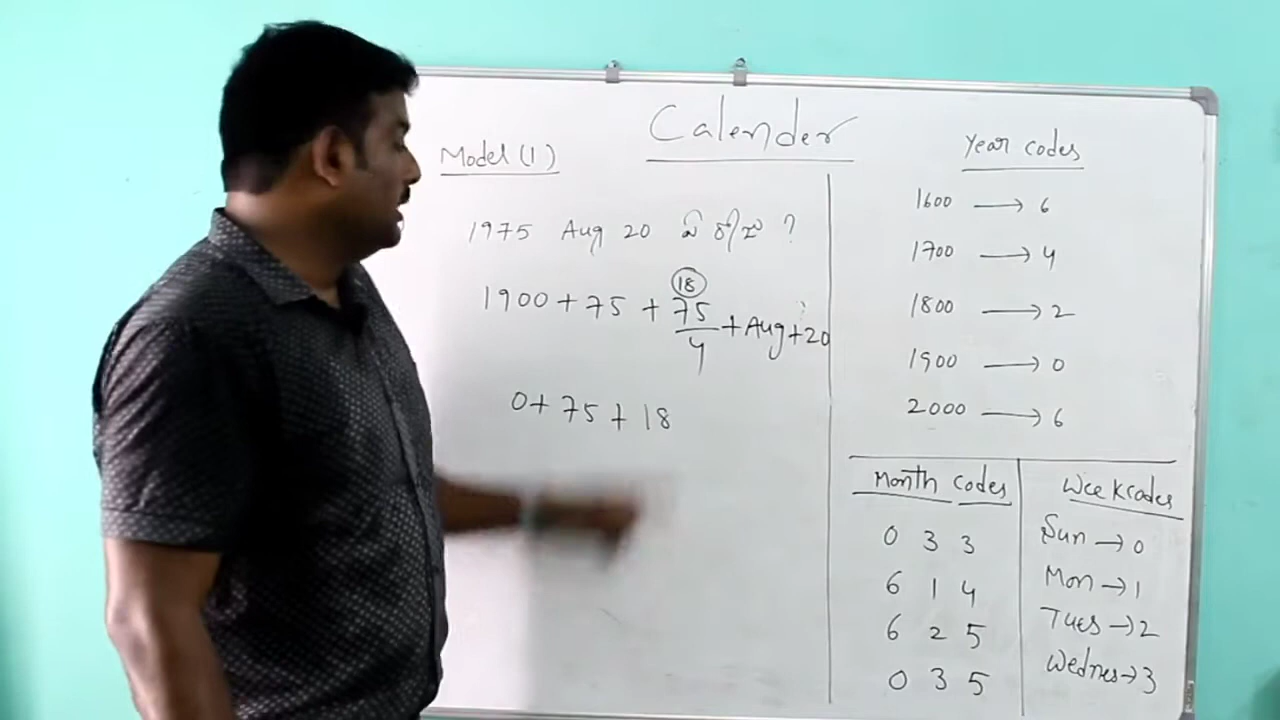 Calender
Model (1)
1975 Aug 20 ఏ రోజు ?
18
1900 + 75 + 75/4 + Aug + 20
0 + 75 + 18
Year codes
1600 → 6
1700 → 4
1800 → 2
1900 → 0
2000 → 6
Month codes
0 3 3
6 1 4
6 2 5
0 3 5
Week codes
Sun → 0
Mon → 1
Tues → 2
Wednes → 3